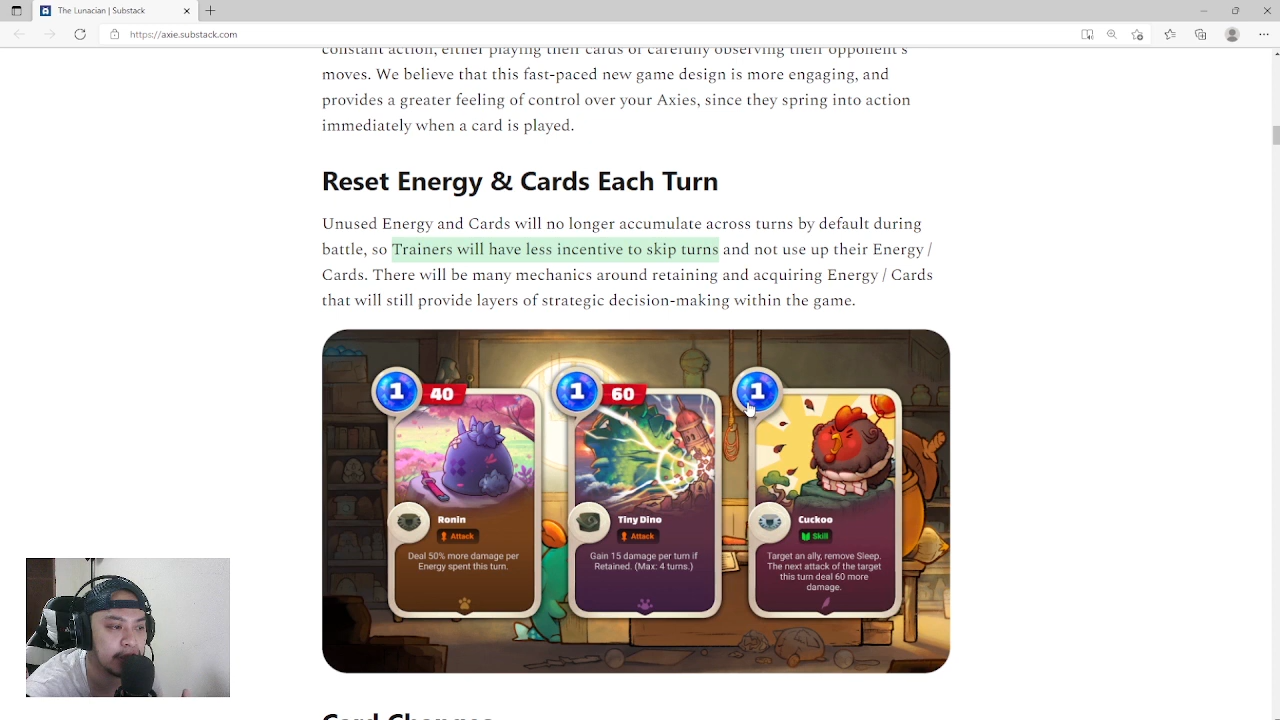 The Lunacian | Substack
https://axie.substack.com
constant action, either playing their cards or carefully observing their opponent's
moves. We believe that this fast-paced new game design is more engaging, and
provides a greater feeling of control over your Axies, since they spring into action
immediately when a card is played.
Reset Energy & Cards Each Turn
Unused Energy and Cards will no longer accumulate across turns by default during
battle, so Trainers will have less incentive to skip turns and not use up their Energy /
Cards. There will be many mechanics around retaining and acquiring Energy / Cards
that will still provide layers of strategic decision-making within the game.
1 40
Ronin
Attack
Deal 50% more damage per
Energy spent this turn.
1 60
Tiny Dino
Attack
Gain 15 damage per turn if
Retained. (Max: 4 turns.)
1
Cuckoo
Skill
Target an ally, remove Sleep.
The next attack of the target
this turn deal 60 more
damage.
Card Changes